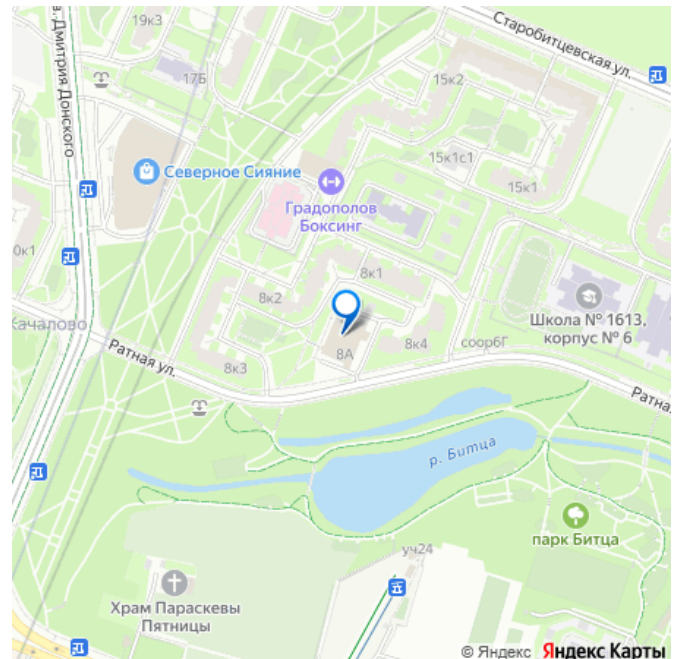 19к3
Старобитцевская ул.
в. Дмитрия Донского
17Б
15к2
Северное Сияние
15к1с1
15к1
Градополов
Боксинг
0к1
8к1
8к2
Школа № 1613,
корпус № 6
Качалово
Ратная ул.
8А
8к4
соор6Г
8к3
Ратная
р. Битца
парк Битца
уч24
Храм Параскевы
Пятницы
© Яндекс Яндекс Карты